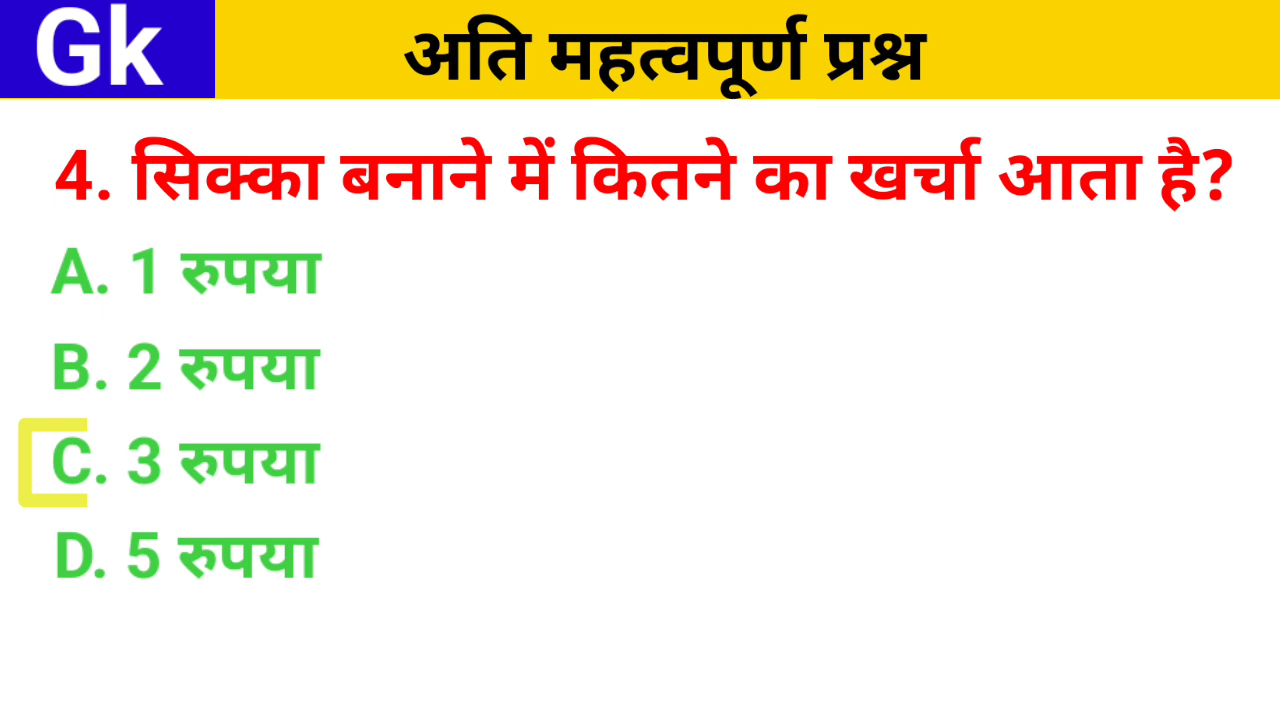 Gk
अति महत्वपूर्ण प्रश्न
4. सिक्का बनाने में कितने का खर्चा आता है?
A. 1 रुपया
B. 2 रुपया
C. 3 रुपया
D. 5 रुपया